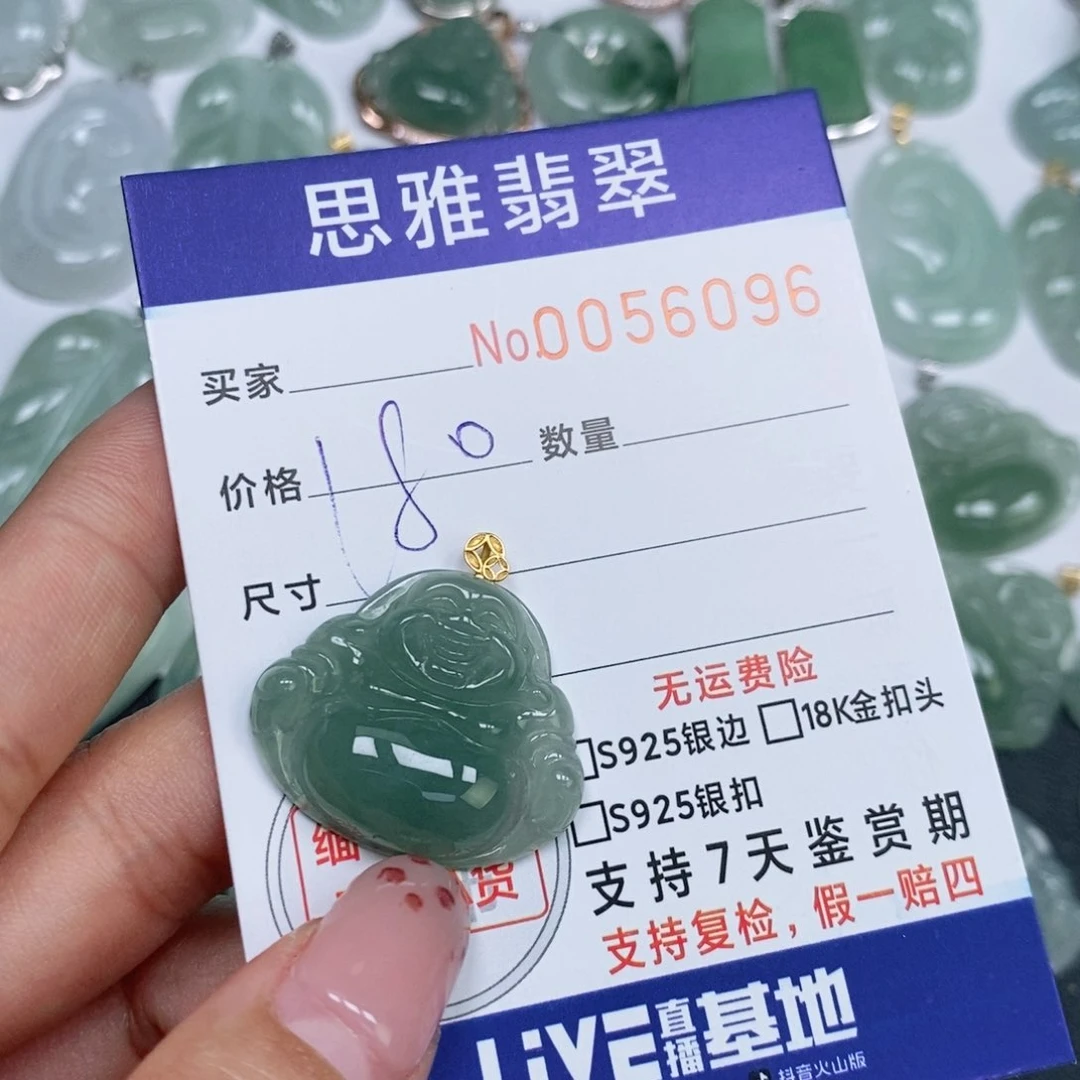 思雅翡翠
No.0056096
买家
价格 180 数量
尺寸
无运费险
S925银边 18K金扣头
S925银扣
支持7天鉴赏期
支持复检，假一赔四
缅 货
LiVE直播基地
抖音火山版